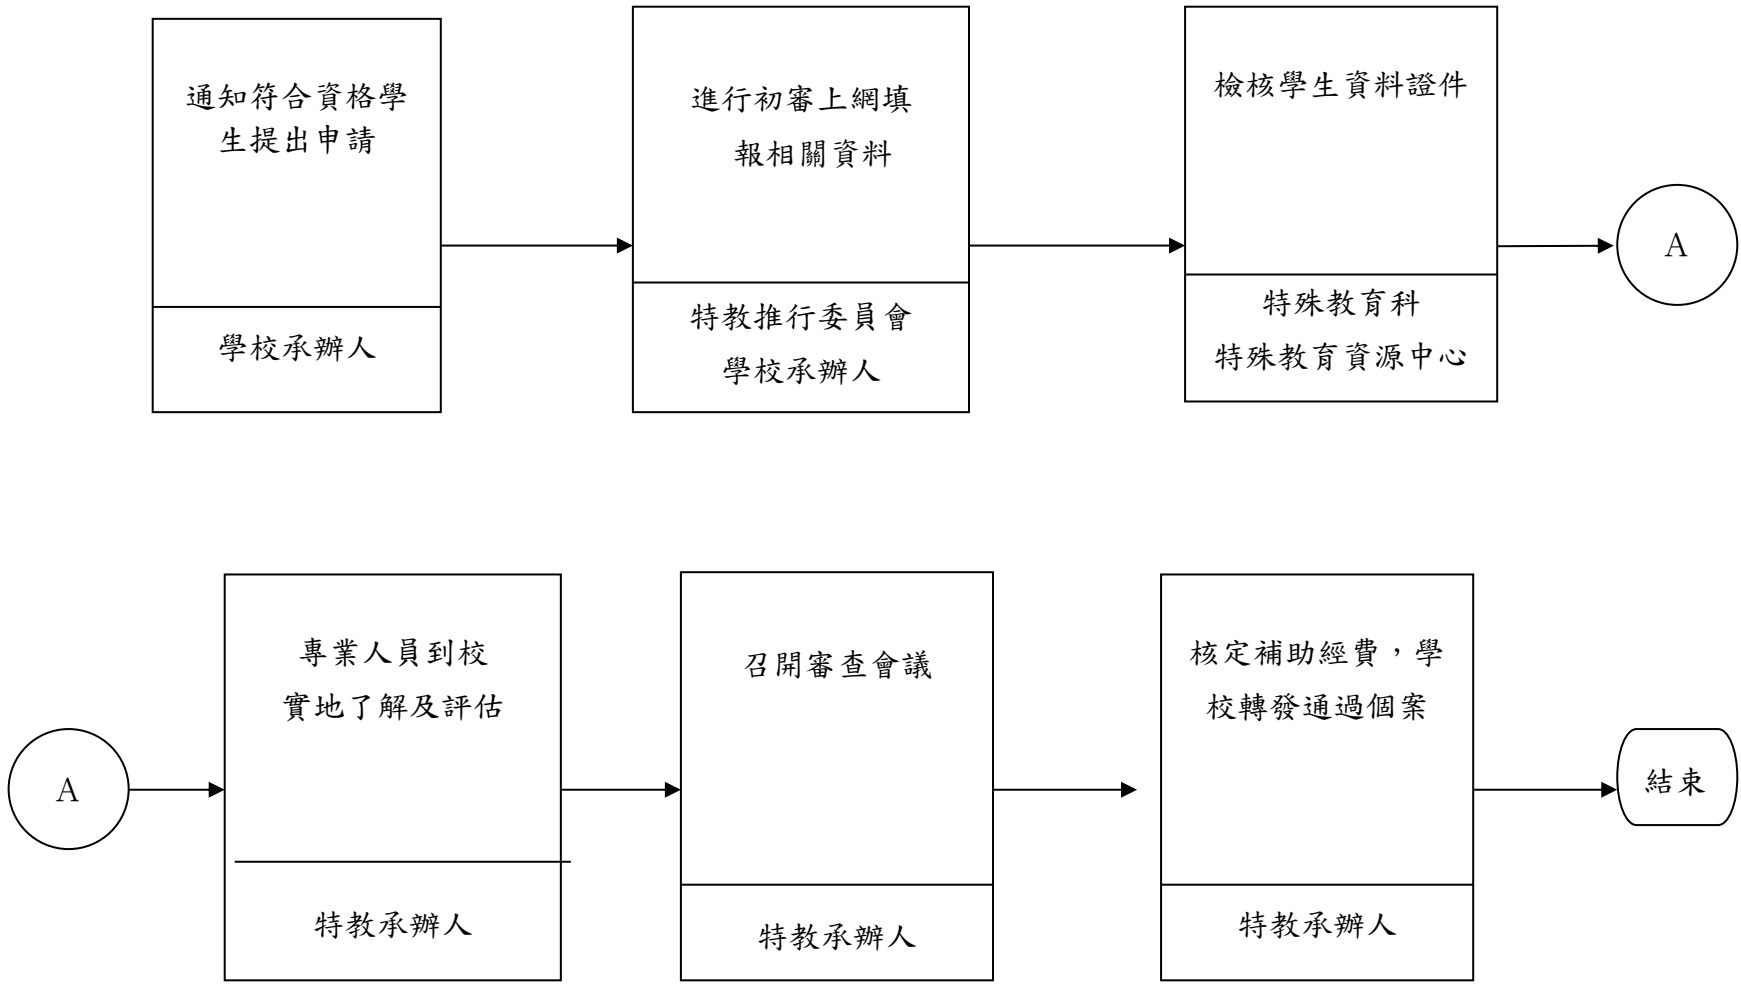 通知符合資格學
生提出申請
學校承辦人
進行初審上網填
報相關資料
特教推行委員會
學校承辦人
檢核學生資料證件
特殊教育科
特殊教育資源中心
A
A
專業人員到校
實地了解及評估
特教承辦人
召開審查會議
特教承辦人
核定補助經費，學
校轉發通過個案
特教承辦人
結束